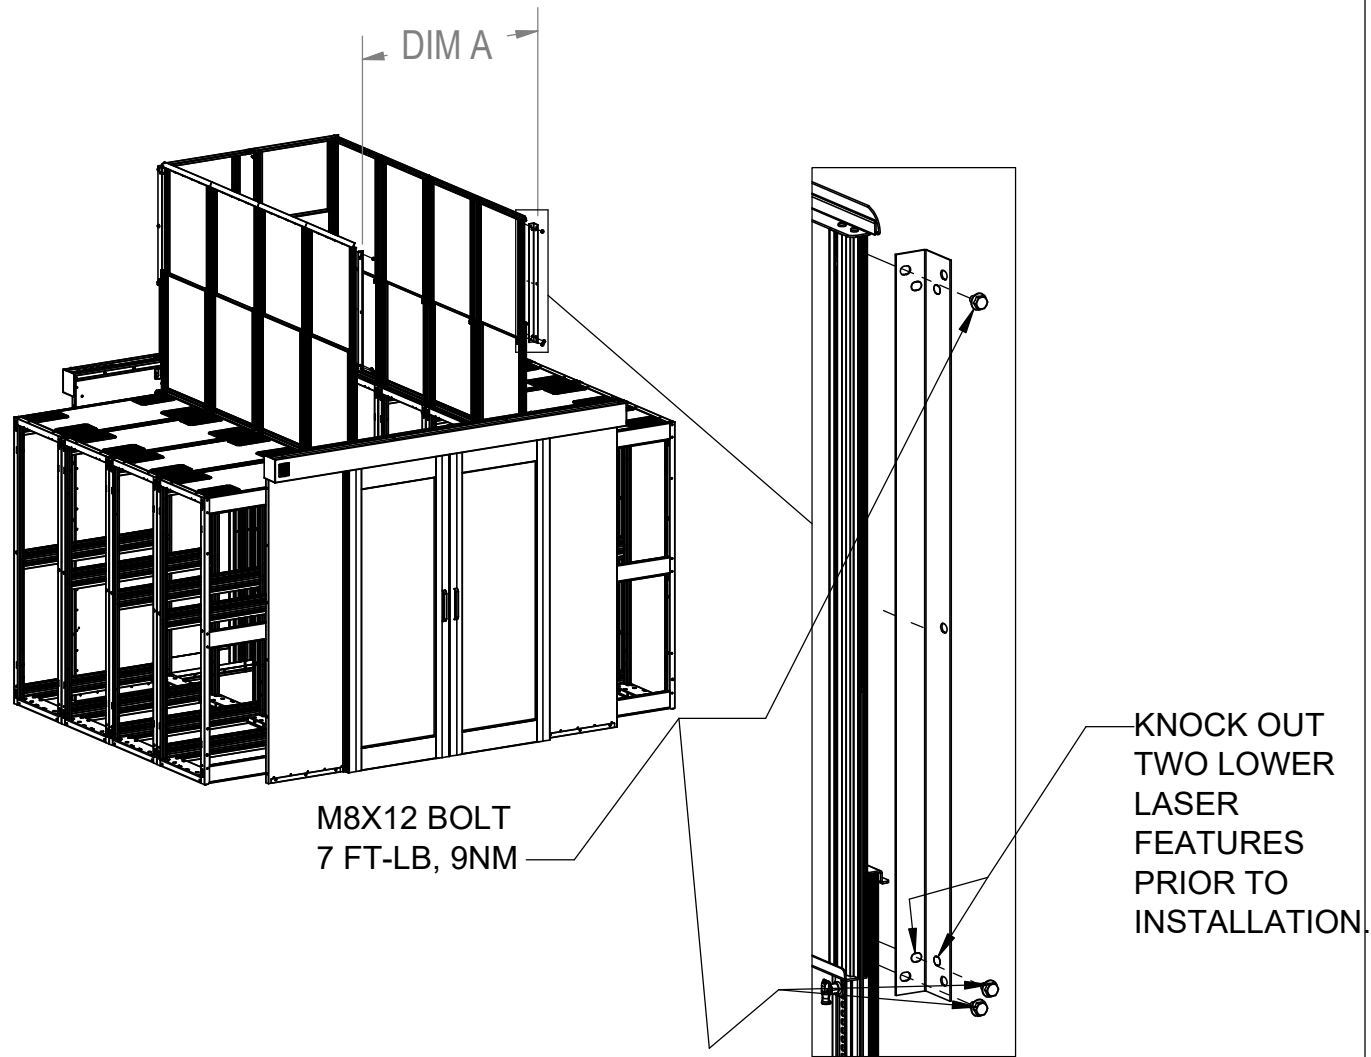 DIM A
M8X12 BOLT
7 FT-LB, 9NM
KNOCK OUT
TWO LOWER
LASER
FEATURES
PRIOR TO
INSTALLATION.